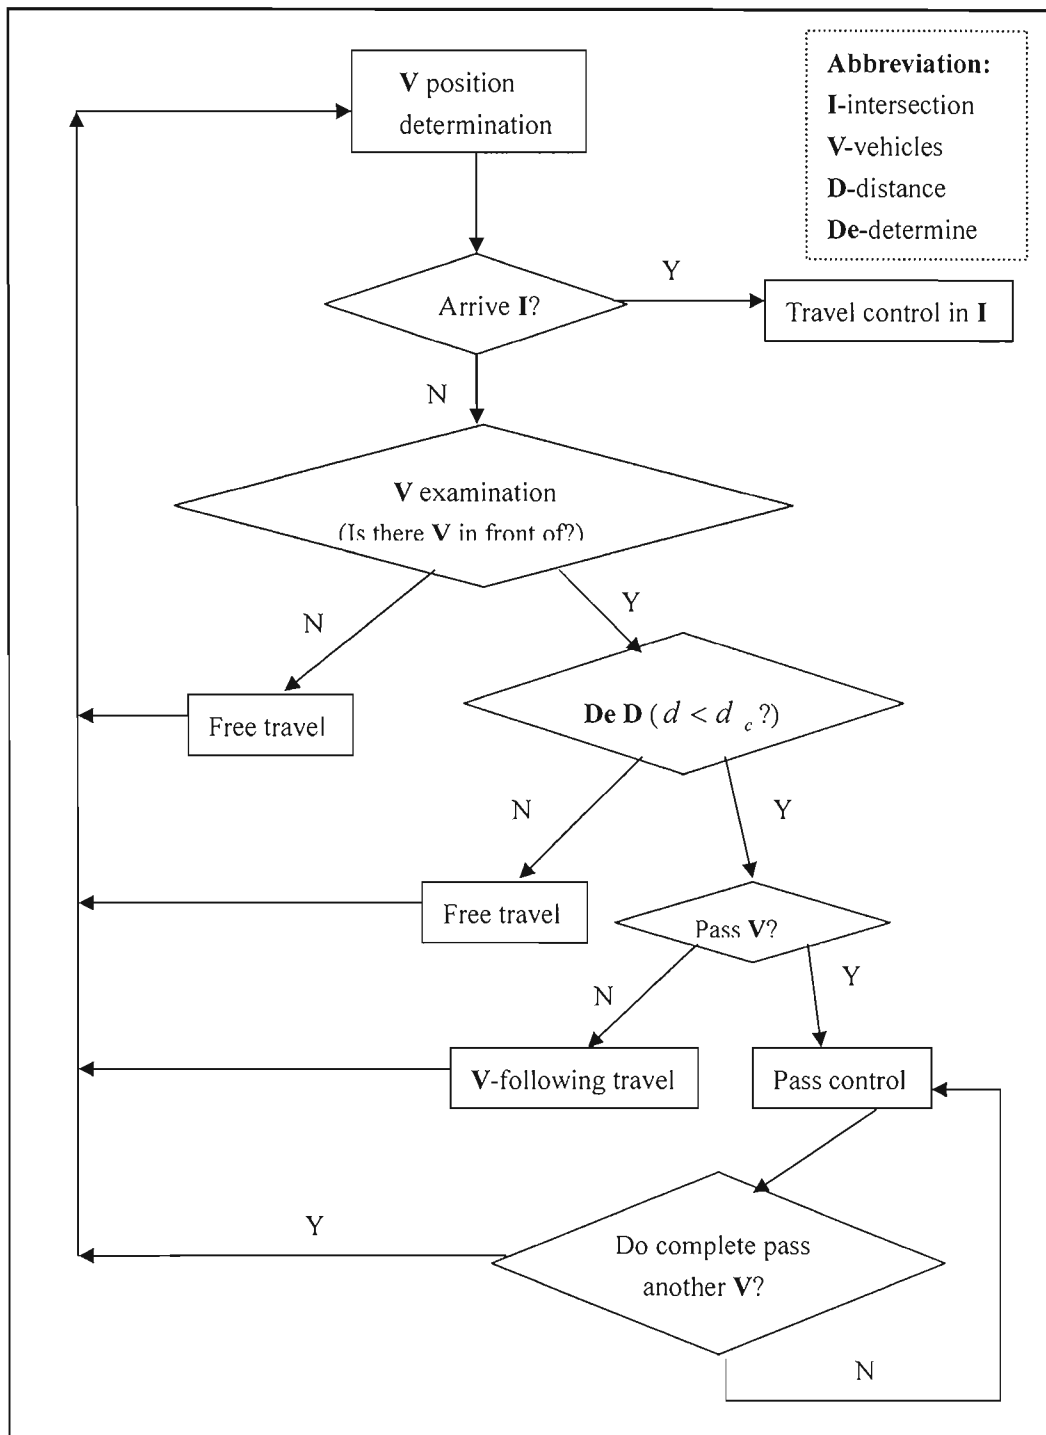 V position
determination
Abbreviation:
I-intersection
V-vehicles
D-distance
De-determine
Arrive I?
Y
Travel control in I
N
V examination
(Is there V in front of?)
N
Y
Free travel
De D (d < d c ?)
N
Y
Free travel
Pass V?
N
Y
V-following travel
Pass control
Y
Do complete pass
another V?
N